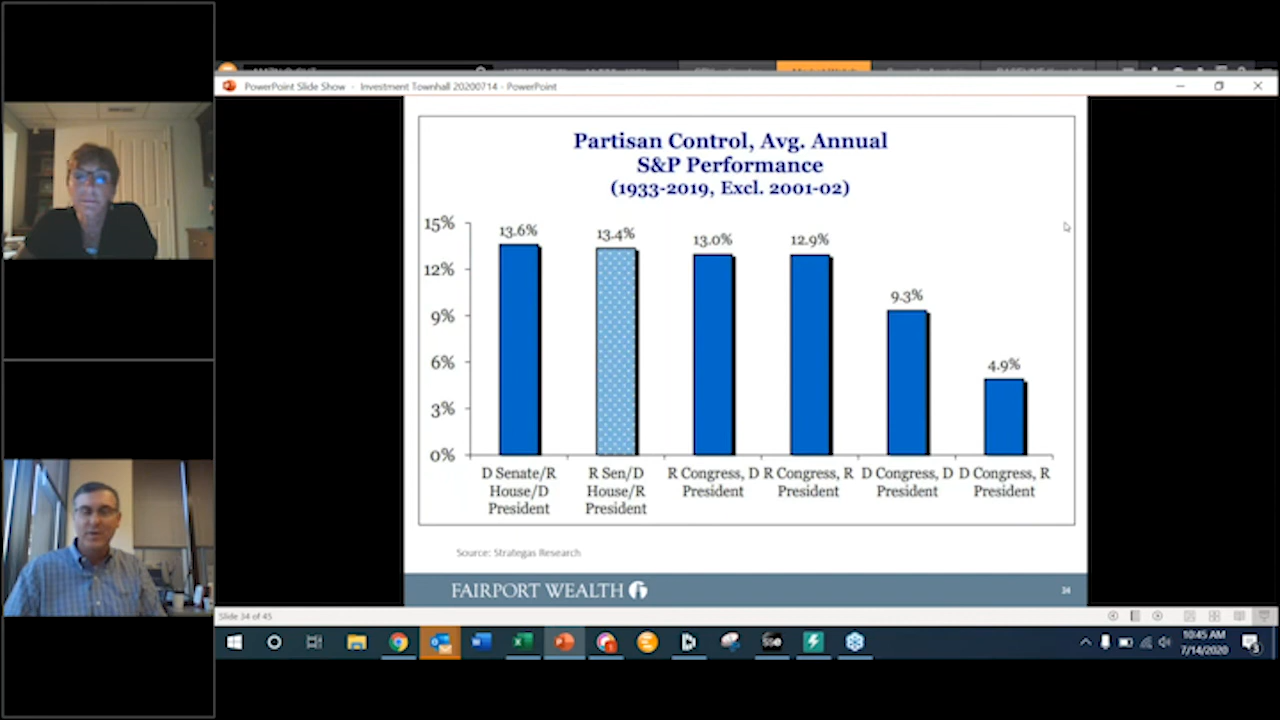 PowerPoint Slide Show - Investment Townhall 20200714 - PowerPoint
Partisan Control, Avg. Annual
S&P Performance
(1933-2019, Excl. 2001-02)
15%
12%
9%
6%
3%
0%
13.6%
13.4%
13.0%
12.9%
9.3%
4.9%
D Senate/R
House/D
President
R Sen/D
House/R
President
R Congress, D
President
R Congress, R
President
D Congress, D
President
D Congress, R
President
Source: Strategas Research
FAIRPORT WEALTH
34
Slide 34 of 45
10:45 AM
7/14/2020